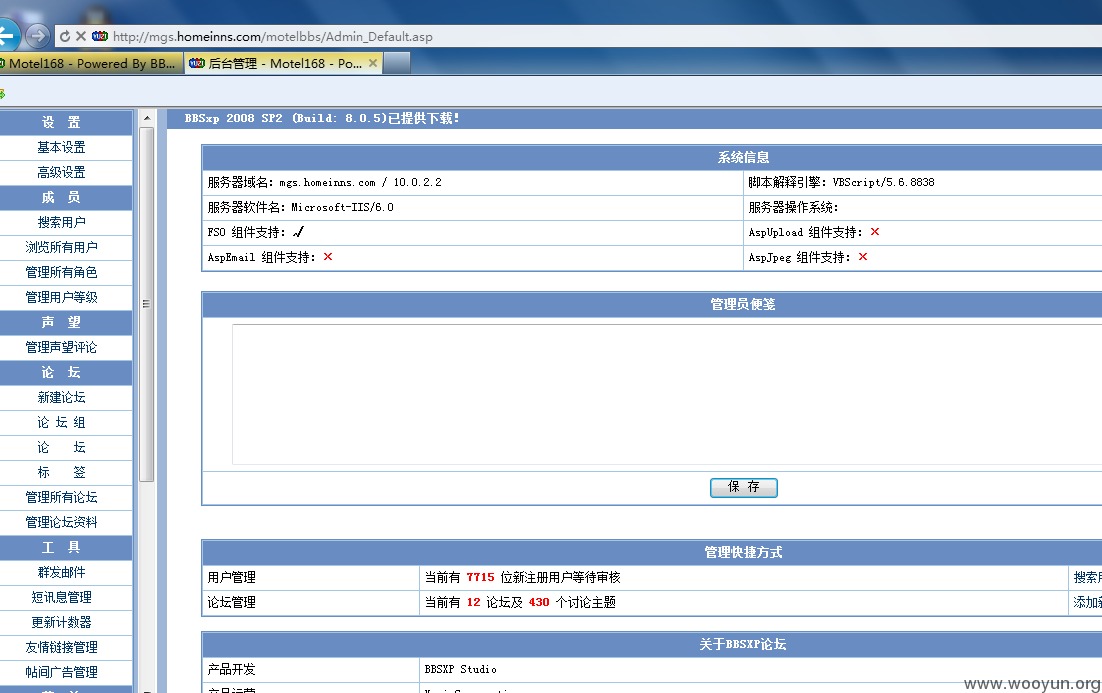 http://mgs.homeinns.com/motelbbs/Admin_Default.asp
Motel168 - Powered By BB...
后台管理 - Motel168 - Po...
BBSxp 2008 SP2 (Build: 8.0.5)已提供下载!
设 置
基本设置
高级设置
成 员
搜索用户
浏览所有用户
管理所有角色
管理用户等级
声 望
管理声望评论
论 坛
新建论坛
论 坛 组
论 坛
标 签
管理所有论坛
管理论坛资料
工 具
群发邮件
短讯息管理
更新计数器
友情链接管理
帖间广告管理
系统信息
服务器域名: mgs.homeinns.com / 10.0.2.2
脚本解释引擎: VBScript/5.6.8838
服务器软件名: Microsoft-IIS/6.0
服务器操作系统:
FSO 组件支持: ✓
AspUpload 组件支持: ×
AspEmail 组件支持: ×
AspJpeg 组件支持: ×
管理员便笺
保 存
管理快捷方式
用户管理
当前有 7715 位新注册用户等待审核
搜索
论坛管理
当前有 12 论坛及 430 个讨论主题
添加
关于BBSXP论坛
产品开发
BBSXP Studio
产品运营
www.wooyun.org